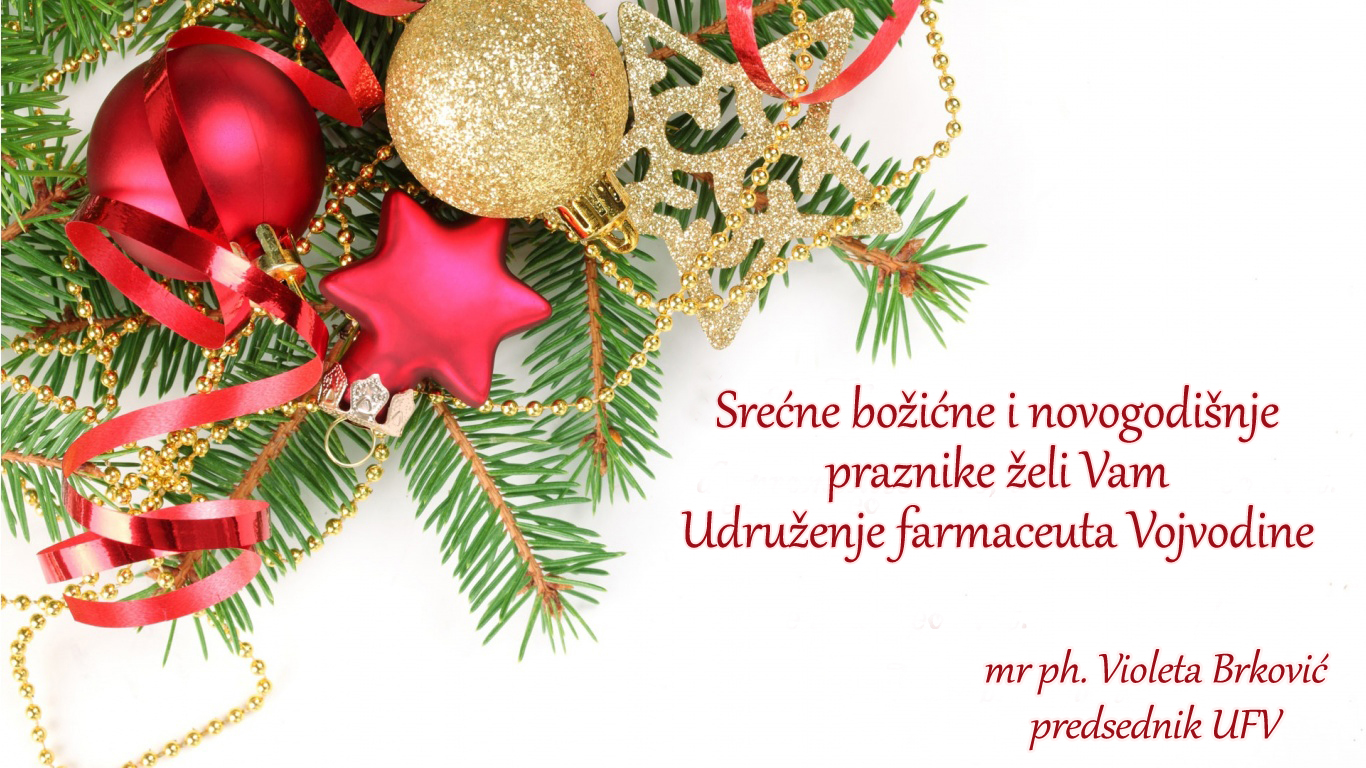 Srećne božićne i novogodišnje
praznike želi Vam
Udruženje farmaceuta Vojvodine
mr ph. Violeta Brković
predsednik UFV